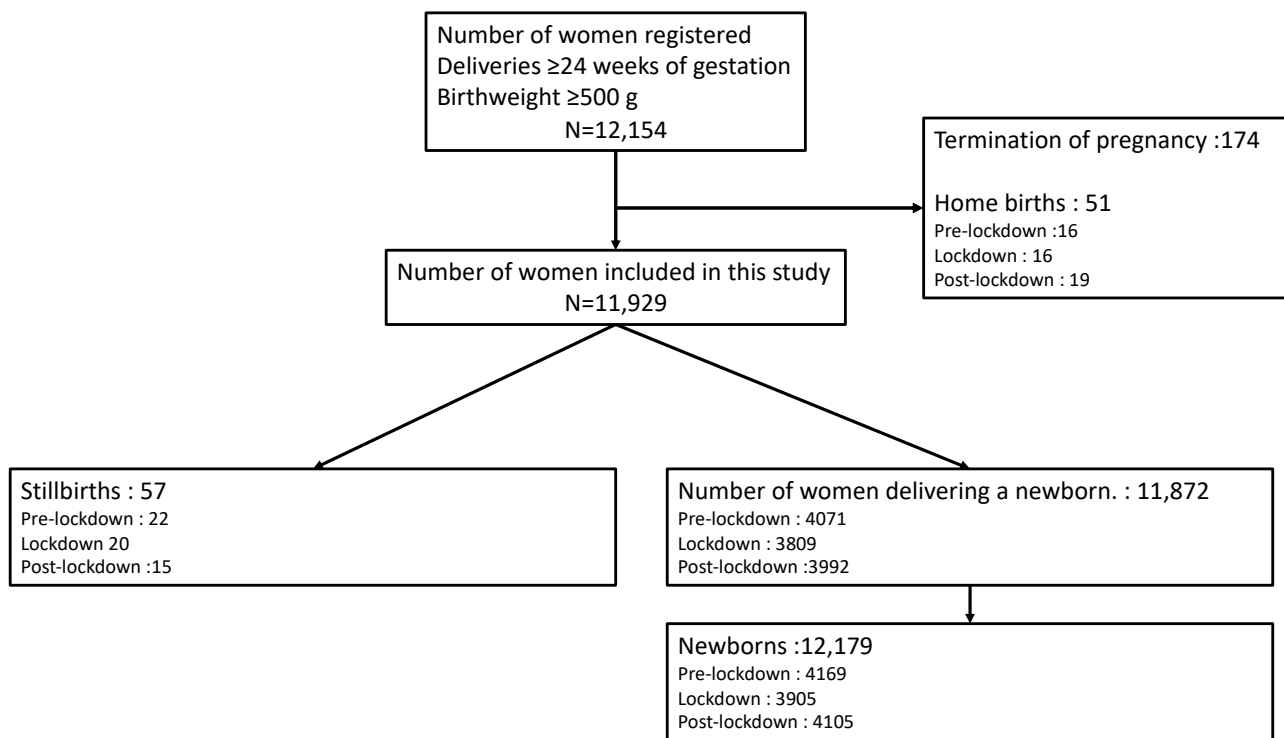 Number of women registered
Deliveries ≥24 weeks of gestation
Birthweight ≥500 g
N=12,154
Termination of pregnancy :174
Home births : 51
Pre-lockdown :16
Lockdown : 16
Post-lockdown : 19
Number of women included in this study
N=11,929
Stillbirths : 57
Pre-lockdown : 22
Lockdown 20
Post-lockdown :15
Number of women delivering a newborn. : 11,872
Pre-lockdown : 4071
Lockdown : 3809
Post-lockdown :3992
Newborns :12,179
Pre-lockdown : 4169
Lockdown : 3905
Post-lockdown : 4105